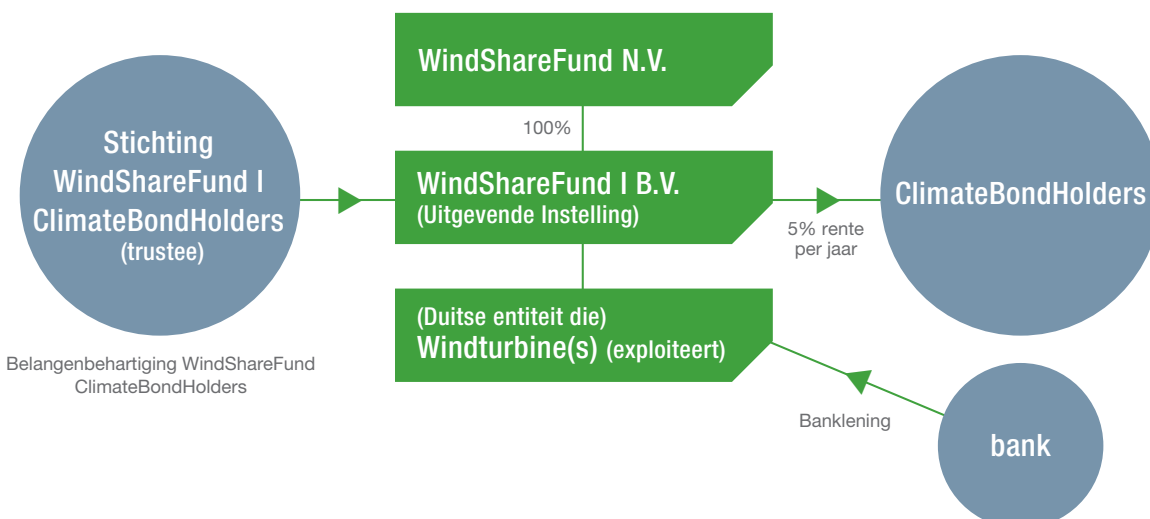 WindShareFund N.V.
100%
Stichting
WindShareFund I
ClimateBondHolders
(trustee)
WindShareFund I B.V.
(Uitgevende Instelling)
5% rente
per jaar
ClimateBondHolders
(Duitse entiteit die)
Windturbine(s) (exploiteert)
Belangenbehartiging WindShareFund
ClimateBondHolders
Banklening
bank